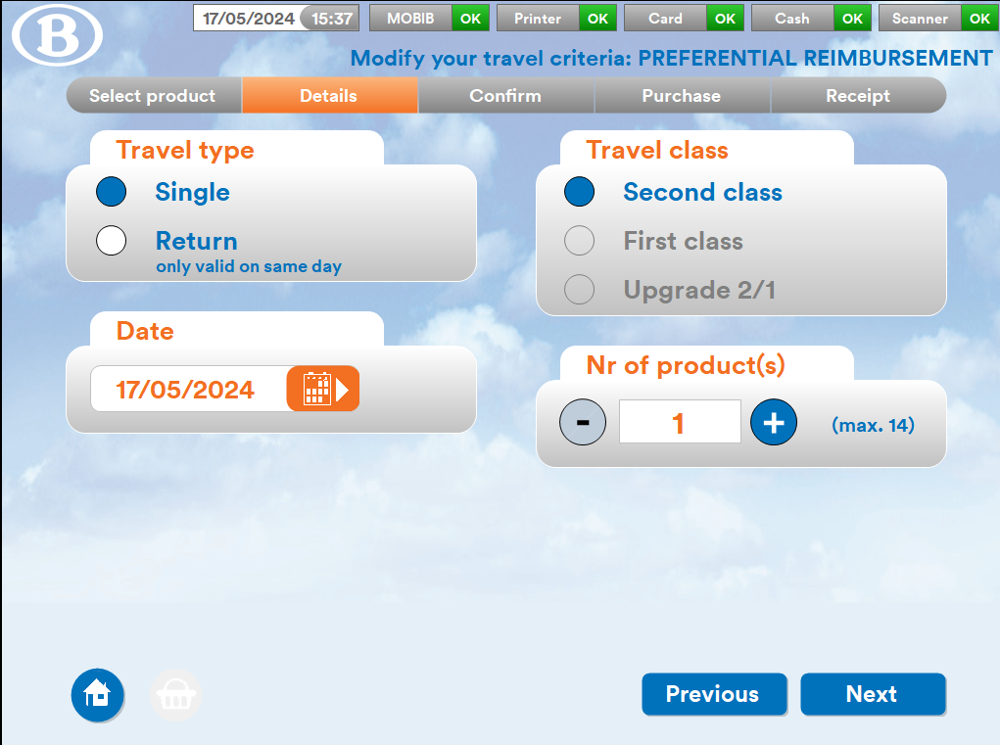 B
17/05/2024 15:37 MOBIB OK Printer OK Card OK Cash OK Scanner OK
Modify your travel criteria: PREFERENTIAL REIMBURSEMENT
Select product Details Confirm Purchase Receipt
Travel type
Single
Return
only valid on same day
Date
17/05/2024
Travel class
Second class
First class
Upgrade 2/1
Nr of product(s)
- 1 + (max. 14)
Previous Next